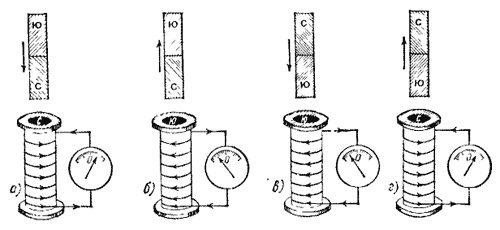 Ю Ю С С
С С Ю Ю
С Ю Ю С
0 0 0 0
а) б) в) г)